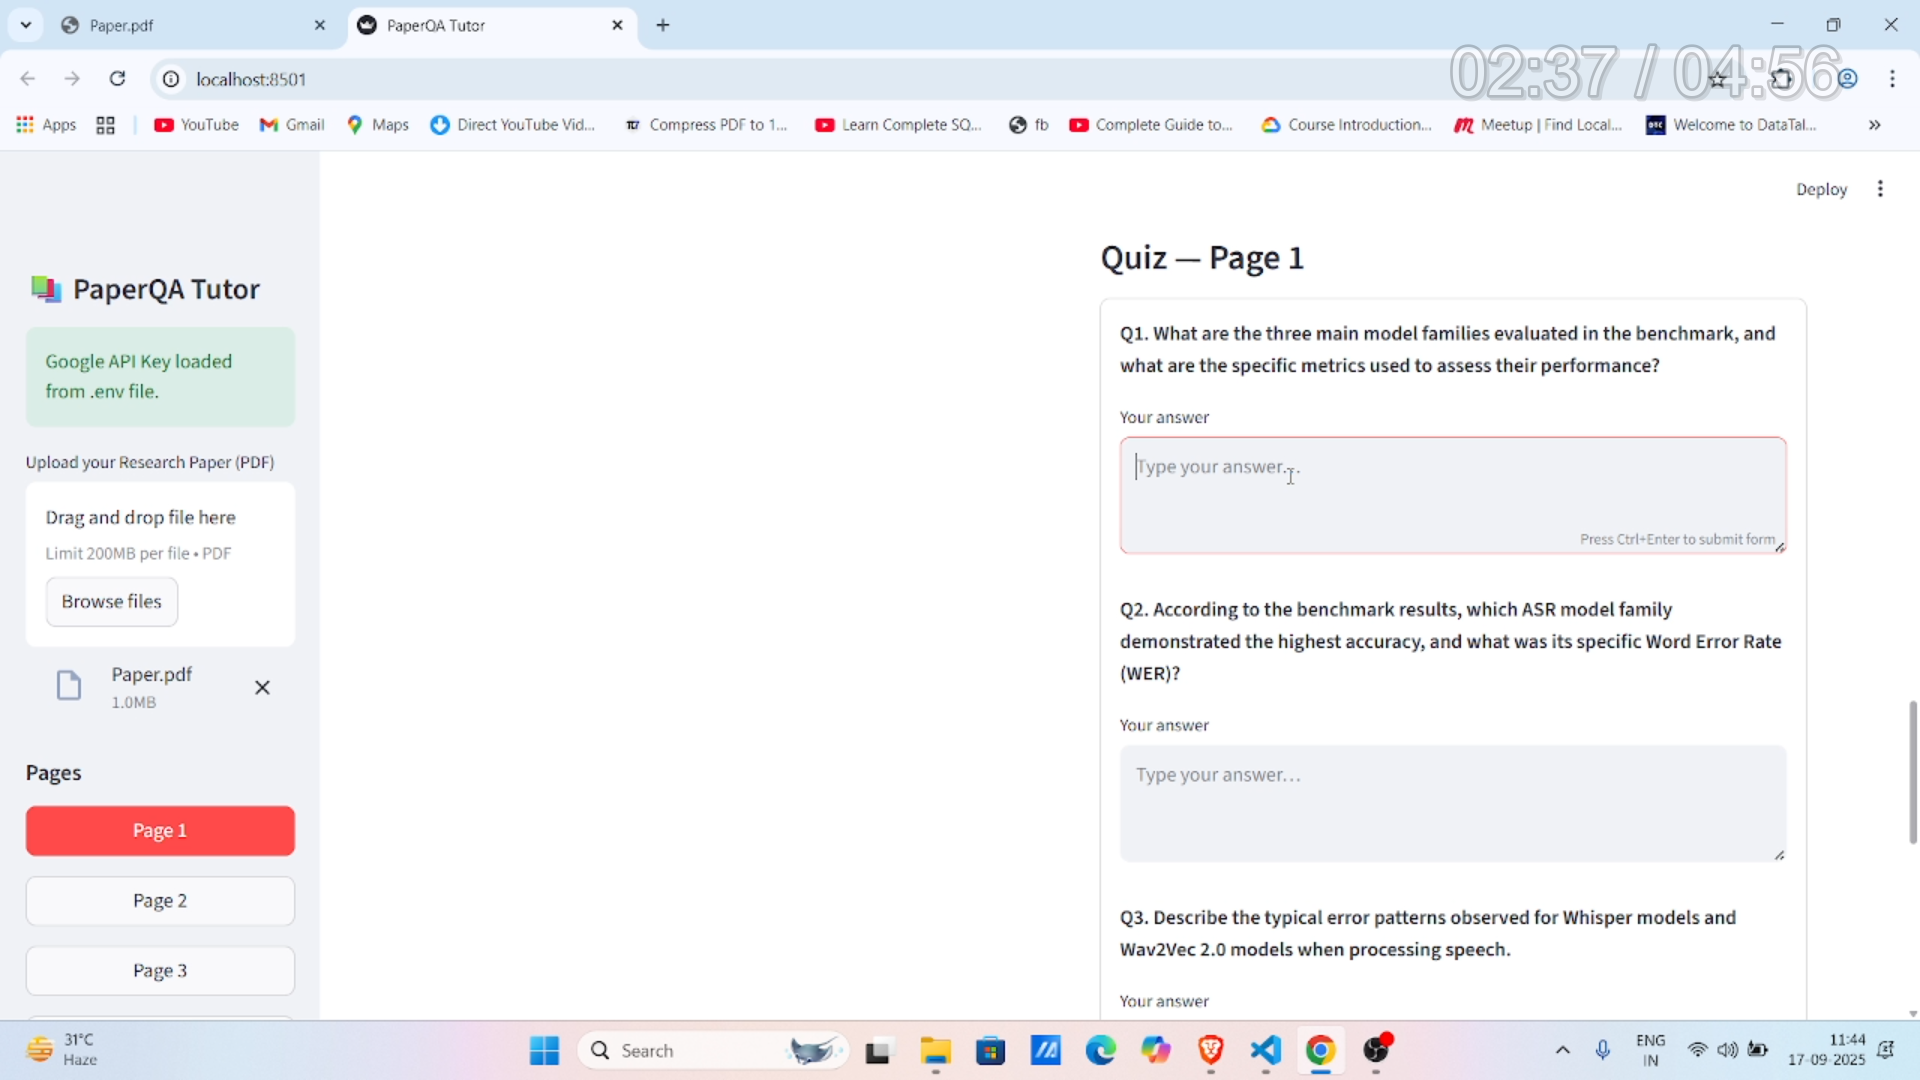 Paper.pdf
PaperQA Tutor
02:37 / 04:56
localhost:8501
Apps
YouTube
Gmail
Maps
Direct YouTube Vid...
Compress PDF to 1...
Learn Complete SQ...
fb
Complete Guide to...
Course Introduction...
Meetup | Find Local...
Welcome to DataTal...
Deploy
PaperQA Tutor
Google API Key loaded
from .env file.
Upload your Research Paper (PDF)
Drag and drop file here
Limit 200MB per file • PDF
Browse files
Paper.pdf
1.0MB
Pages
Page 1
Page 2
Page 3
Quiz — Page 1
Q1. What are the three main model families evaluated in the benchmark, and
what are the specific metrics used to assess their performance?
Your answer
Type your answer...
Press Ctrl+Enter to submit form
Q2. According to the benchmark results, which ASR model family
demonstrated the highest accuracy, and what was its specific Word Error Rate
(WER)?
Your answer
Type your answer...
Q3. Describe the typical error patterns observed for Whisper models and
Wav2Vec 2.0 models when processing speech.
Your answer
31°C
Haze
Search
ENG
IN
11:44
17-09-2025